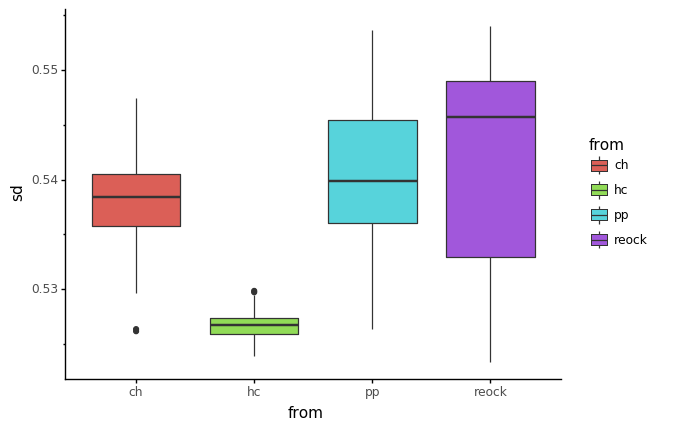 0.55
0.54
0.53
sd
ch hc pp reock
from
from
ch
hc
pp
reock